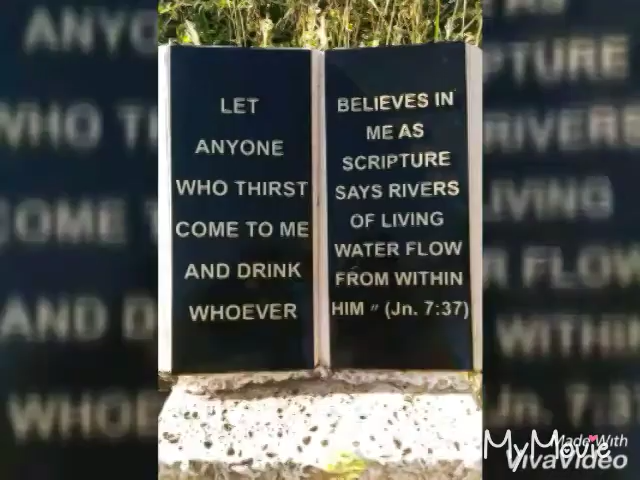 LET
ANYONE
WHO THIRST
COME TO ME
AND DRINK
WHOEVER
BELIEVES IN
ME AS
SCRIPTURE
SAYS RIVERS
OF LIVING
WATER FLOW
FROM WITHIN
HIM " (Jn. 7:37)
Made With
MyMovie
VivaVideo